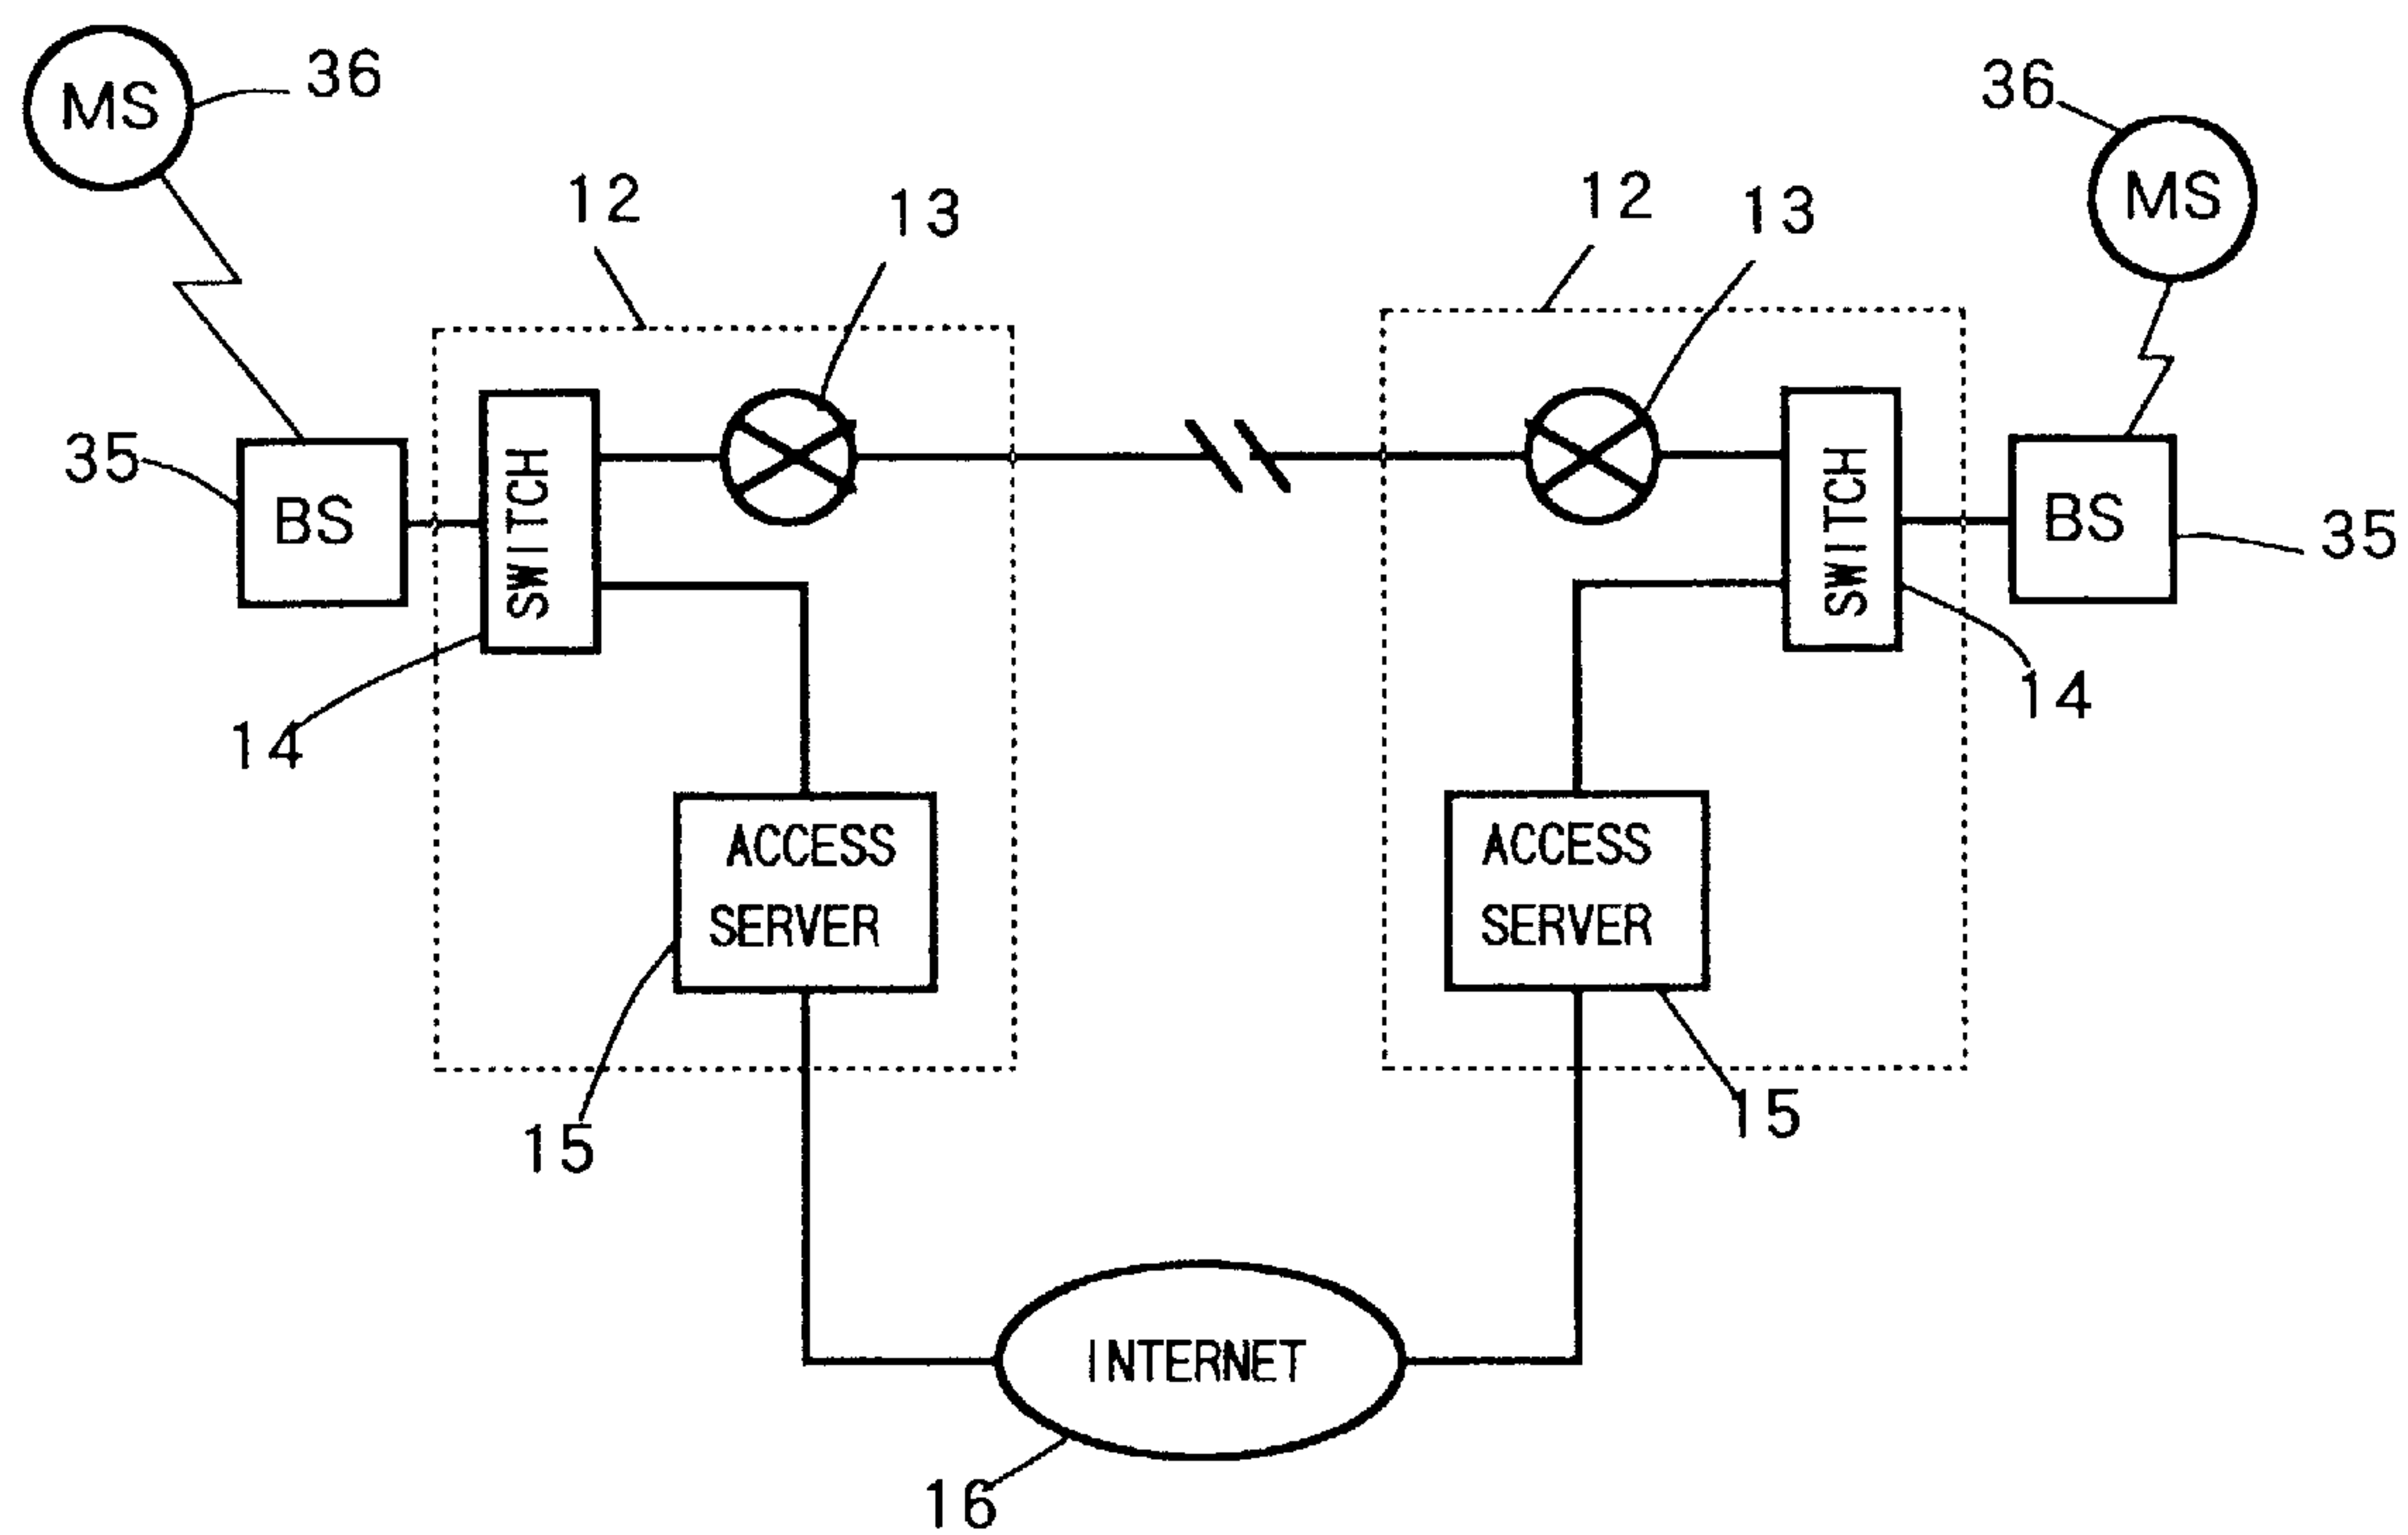 36
MS
36
MS
12
13
12
13
35
BS
SWITCH
SWITCH
BS
35
14
14
ACCESS
SERVER
ACCESS
SERVER
15
15
INTERNET
16